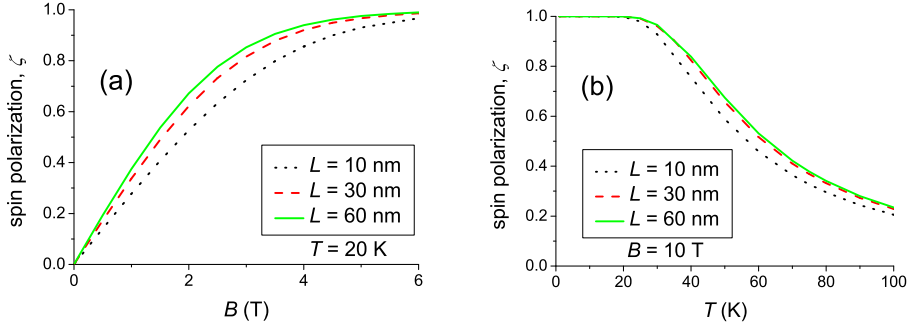 (a)
spin polarization, ζ
1.0
0.8
0.6
0.4
0.2
0.0
L = 10 nm
L = 30 nm
L = 60 nm
T = 20 K
0 2 4 6
B (T)
(b)
spin polarization, ζ
1.0
0.8
0.6
0.4
0.2
0.0
L = 10 nm
L = 30 nm
L = 60 nm
B = 10 T
0 20 40 60 80 100
T (K)